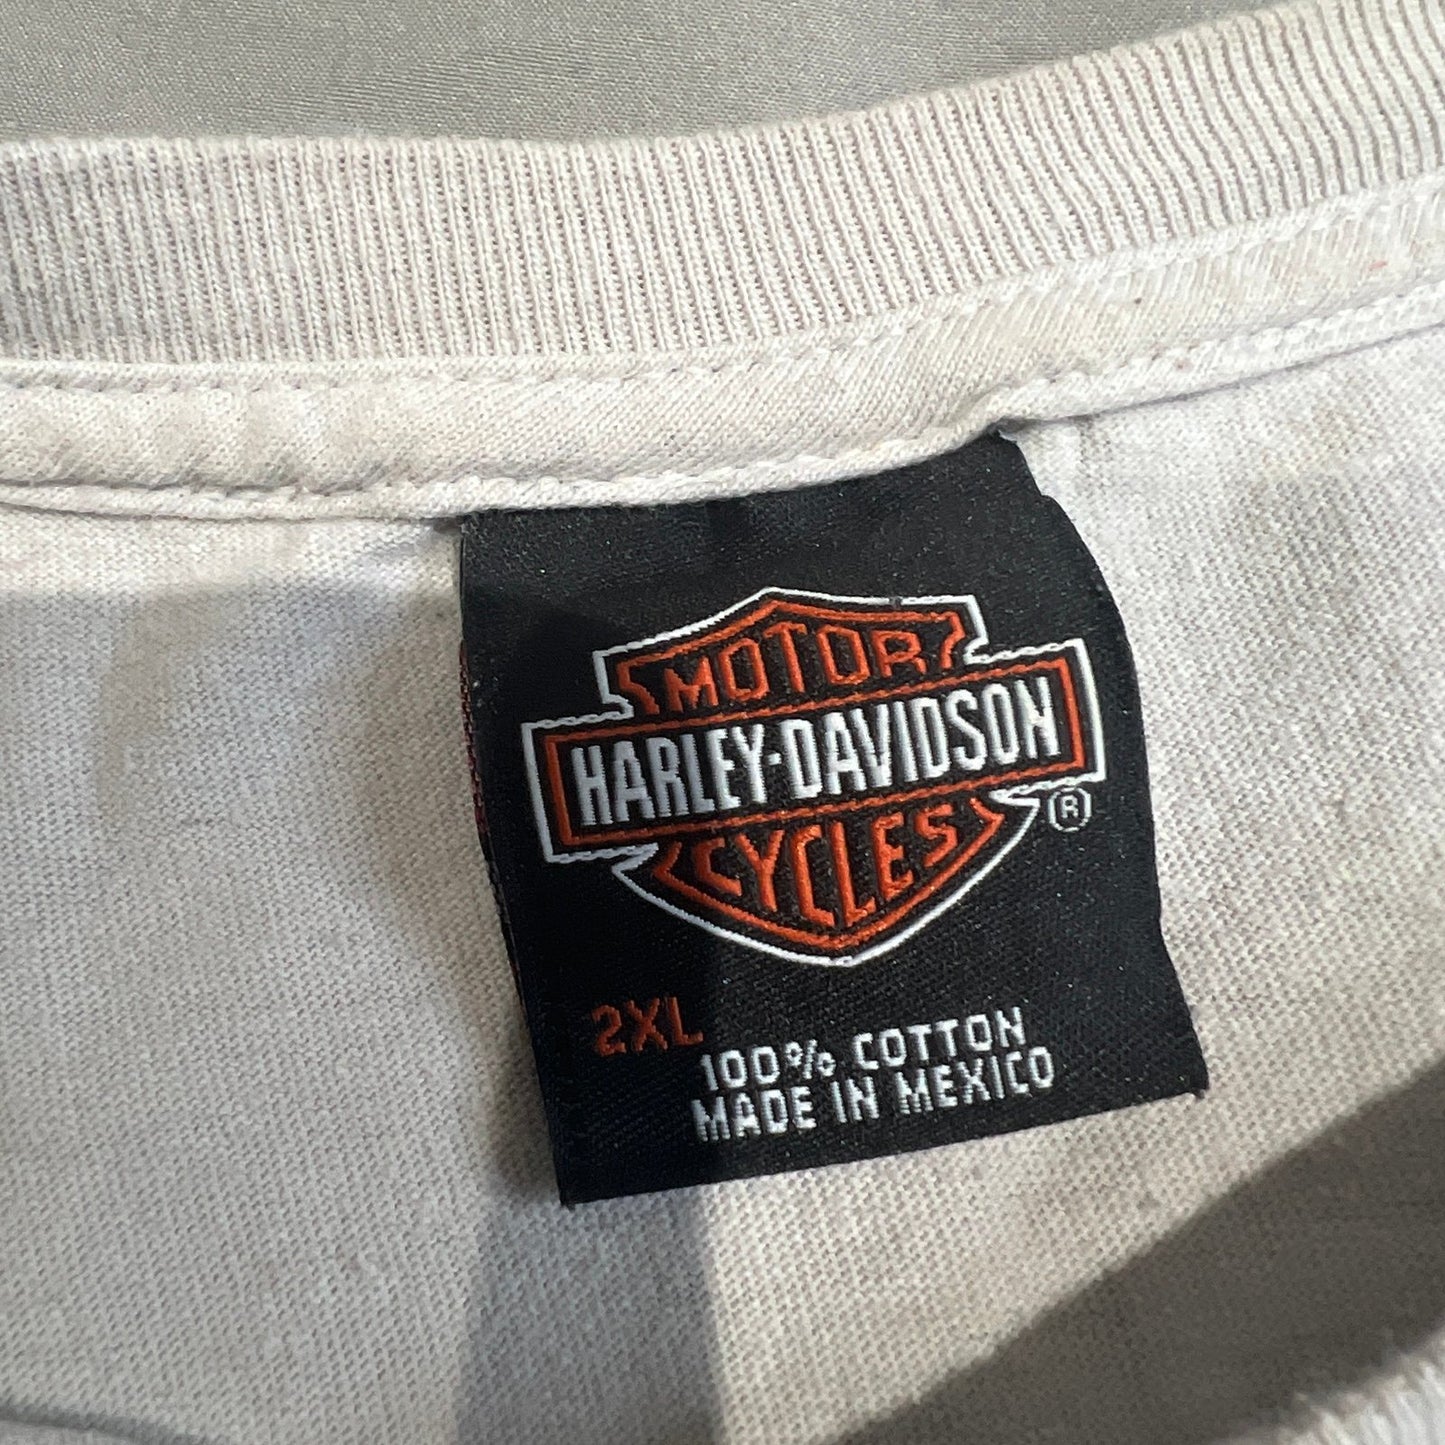 MOTOR
HARLEY-DAVIDSON
CYCLES
®
2XL
100% COTTON
MADE IN MEXICO